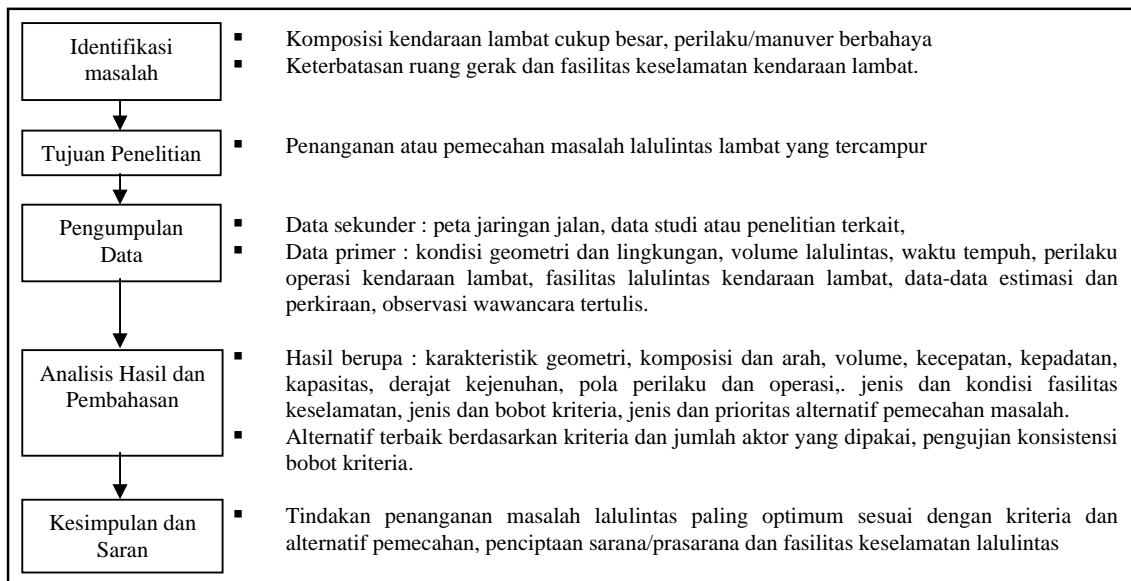 Identifikasi
masalah
▪ Komposisi kendaraan lambat cukup besar, perilaku/manuver berbahaya
▪ Keterbatasan ruang gerak dan fasilitas keselamatan kendaraan lambat.
Tujuan Penelitian
▪ Penanganan atau pemecahan masalah lalulintas lambat yang tercampur
Pengumpulan
Data
▪ Data sekunder : peta jaringan jalan, data studi atau penelitian terkait,
▪ Data primer : kondisi geometri dan lingkungan, volume lalulintas, waktu tempuh, perilaku
operasi kendaraan lambat, fasilitas lalulintas kendaraan lambat, data-data estimasi dan
perkiraan, observasi wawancara tertulis.
Analisis Hasil dan
Pembahasan
▪ Hasil berupa : karakteristik geometri, komposisi dan arah, volume, kecepatan, kepadatan,
kapasitas, derajat kejenuhan, pola perilaku dan operasi,. jenis dan kondisi fasilitas
keselamatan, jenis dan bobot kriteria, jenis dan prioritas alternatif pemecahan masalah.
▪ Alternatif terbaik berdasarkan kriteria dan jumlah aktor yang dipakai, pengujian konsistensi
bobot kriteria.
Kesimpulan dan
Saran
▪ Tindakan penanganan masalah lalulintas paling optimum sesuai dengan kriteria dan
alternatif pemecahan, penciptaan sarana/prasarana dan fasilitas keselamatan lalulintas